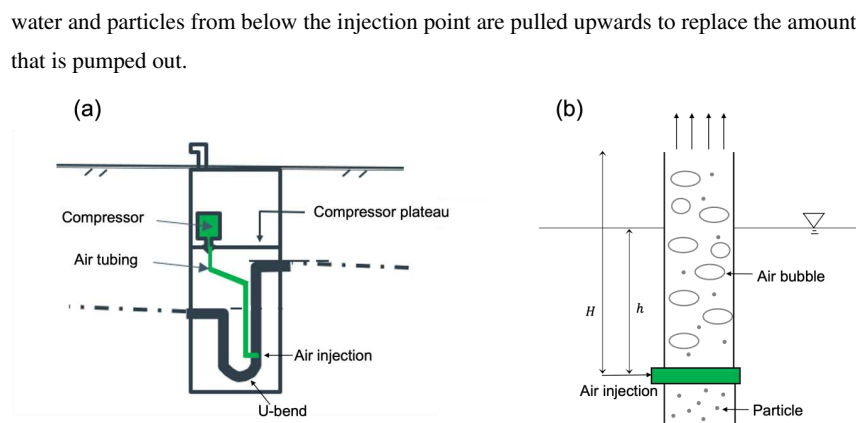 water and particles from below the injection point are pulled upwards to replace the amount
that is pumped out.
(a)
(b)
Compressor
Compressor plateau
Air tubing
Air injection
U-bend
H
h
Air bubble
Air injection
Particle